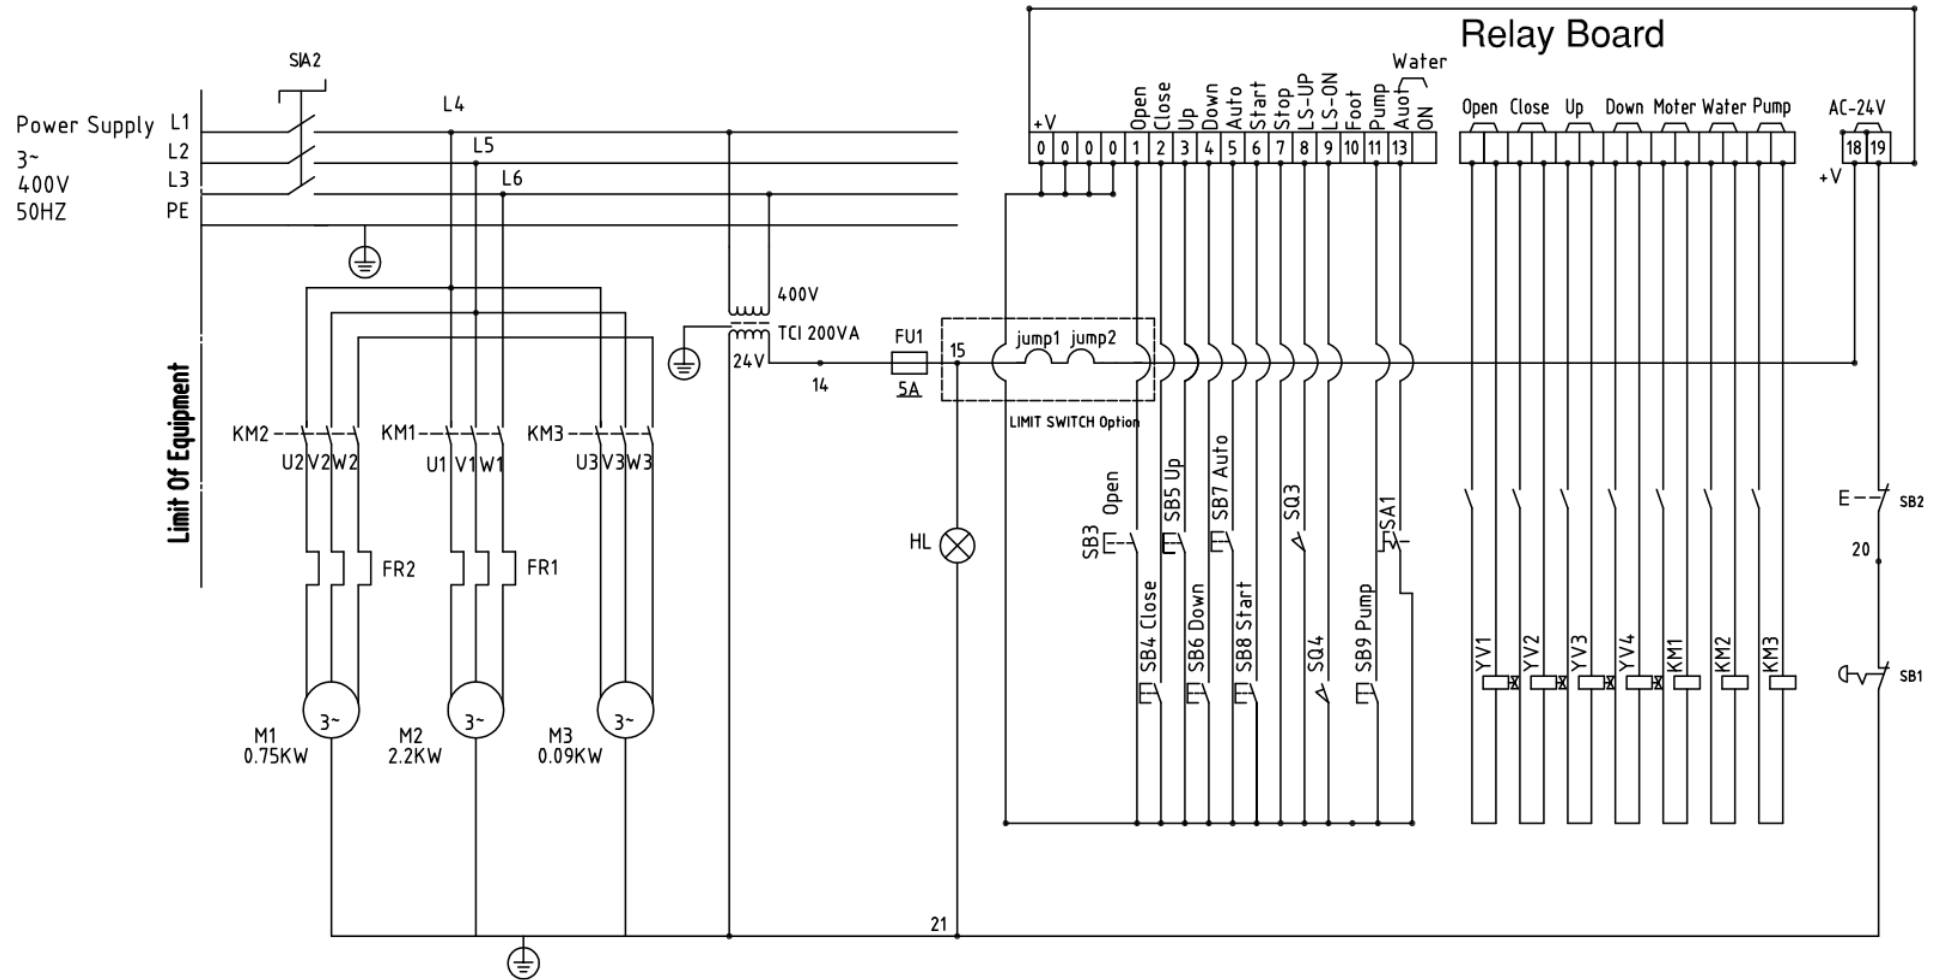 Relay Board
SIA2
Water
L4
Power Supply
L1
L2
L3
PE
3~
400V
50HZ
L5
L6
+V
Open
Close
Up
Down
Auto
Start
Stop
LS-UP
LS-ON
Foot
Pump
Auot
ON
0 0 0 0 1 2 3 4 5 6 7 8 9 10 11 13
Open Close Up Down Moter Water Pump
AC-24V
18 19
+V
400V
TCI 200VA
24V
14
FU1
5A
15
jump1 jump2
LIMIT SWITCH Option
Limit Of Equipment
KM2
KM1
KM3
U2 V2 W2
U1 V1 W1
U3 V3 W3
FR2
FR1
3~
3~
3~
M1
0.75KW
M2
2.2KW
M3
0.09KW
HL
SB3
Open
SB4 Close
SB5 Up
SB6 Down
SB7 Auto
SB8 Start
SQ3
SQ4
SB9 Pump
SA1
YV1
YV2
YV3
YV4
KM1
KM2
KM3
E
SB2
20
SB1
21